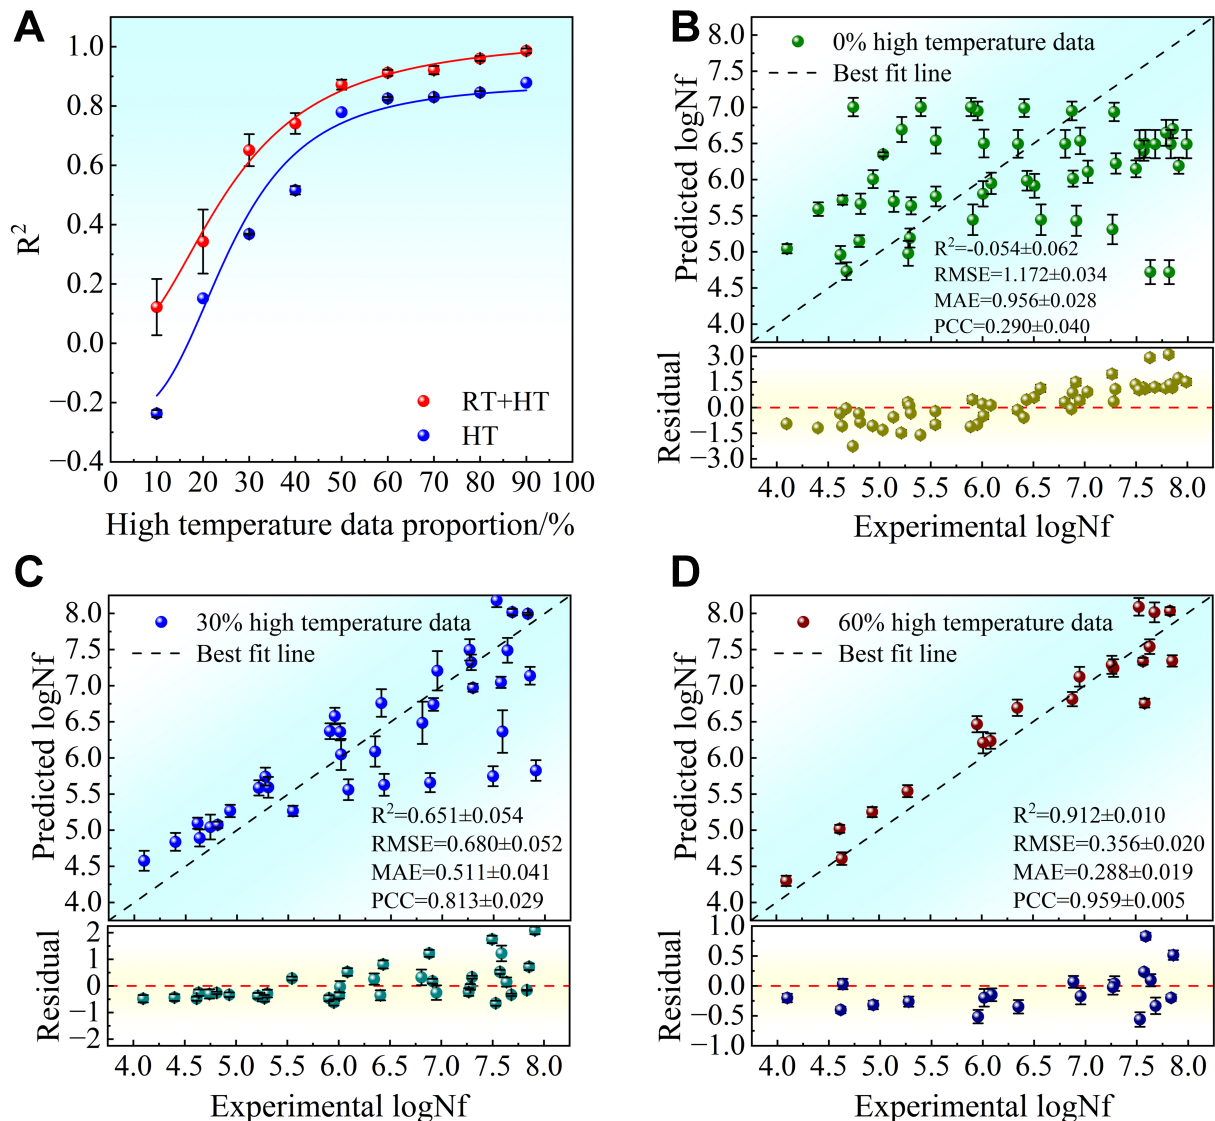 A
1.0
0.8
0.6
0.4
0.2
0.0
−0.2
−0.4
R²
RT+HT
HT
0 10 20 30 40 50 60 70 80 90 100
High temperature data proportion/%
B
8.0
7.0
6.0
5.0
4.0
Predicted logNf
0% high temperature data
Best fit line
R²=-0.054±0.062
RMSE=1.172±0.034
MAE=0.956±0.028
PCC=0.290±0.040
3.0
1.5
0.0
−1.5
−3.0
Residual
4.0 4.5 5.0 5.5 6.0 6.5 7.0 7.5 8.0
Experimental logNf
C
8.0
7.5
7.0
6.5
6.0
5.5
5.0
4.5
4.0
Predicted logNf
30% high temperature data
Best fit line
R²=0.651±0.054
RMSE=0.680±0.052
MAE=0.511±0.041
PCC=0.813±0.029
2
1
0
−1
−2
Residual
4.0 4.5 5.0 5.5 6.0 6.5 7.0 7.5 8.0
Experimental logNf
D
8.0
7.5
7.0
6.5
6.0
5.5
5.0
4.5
4.0
Predicted logNf
60% high temperature data
Best fit line
R²=0.912±0.010
RMSE=0.356±0.020
MAE=0.288±0.019
PCC=0.959±0.005
1.0
0.5
0.0
−0.5
−1.0
Residual
4.0 4.5 5.0 5.5 6.0 6.5 7.0 7.5 8.0
Experimental logNf